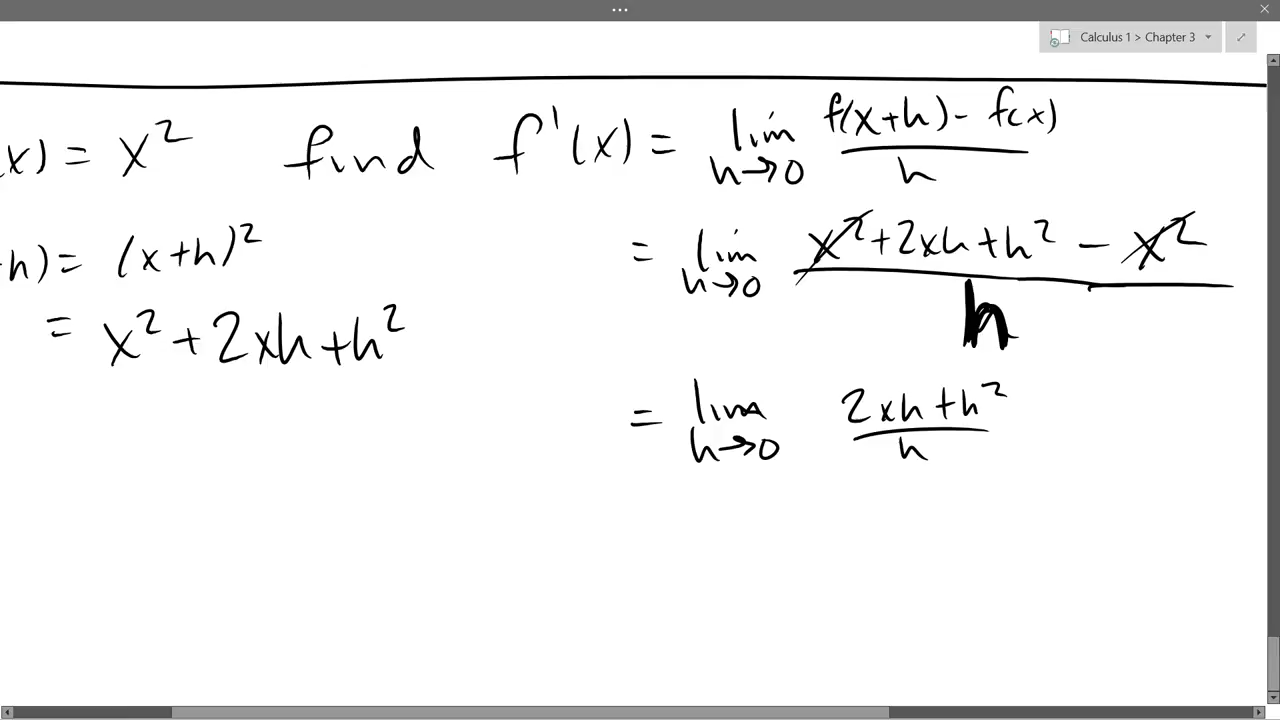 Calculus 1 > Chapter 3
x) = x² find f'(x) = lim h→0 f(x+h) - f(x) / h
+h) = (x+h)²
= lim h→0 x² + 2xh + h² - x² / h
= x² + 2xh + h²
= lim h→0 2xh + h² / h